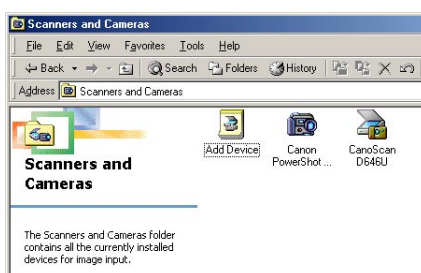 Scanners and Cameras
File Edit View Favorites Tools Help
Back Search Folders History
Address Scanners and Cameras
Add Device
Canon PowerShot ...
CanoScan D646U
Scanners and
Cameras
The Scanners and Cameras folder
contains all the currently installed
devices for image input.